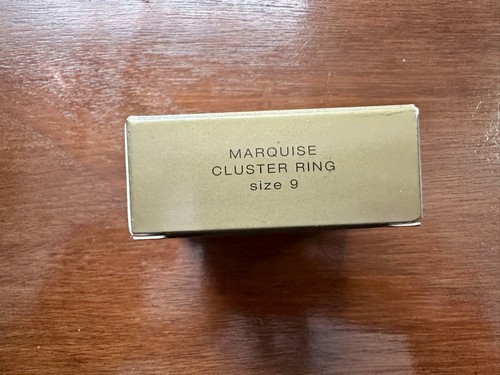 MARQUISE
CLUSTER RING
size 9